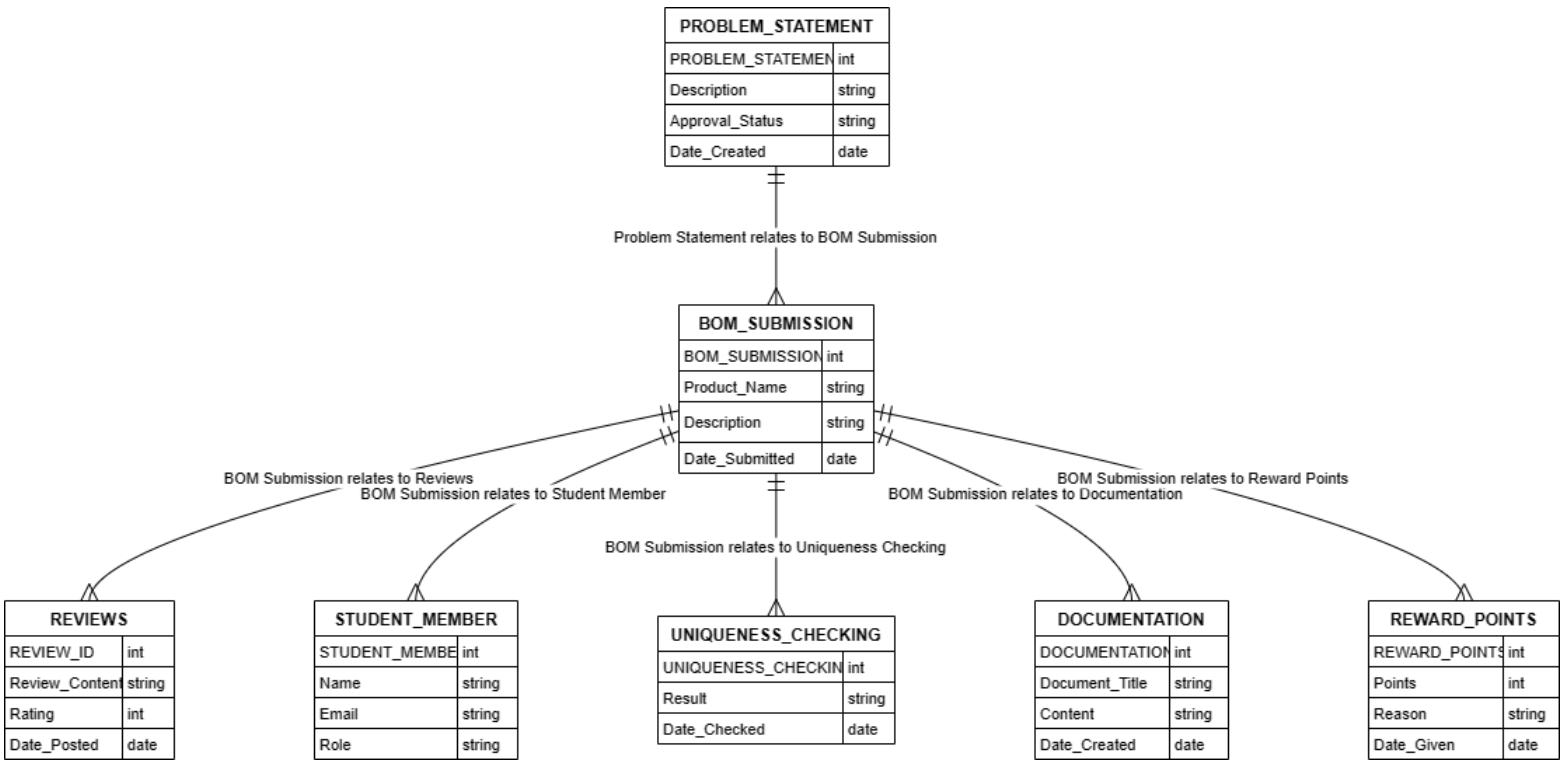 PROBLEM_STATEMENT
PROBLEM_STATEMEN int
Description string
Approval_Status string
Date_Created date
Problem Statement relates to BOM Submission
BOM_SUBMISSION
BOM_SUBMISSION int
Product_Name string
Description string
Date_Submitted date
BOM Submission relates to Reviews
BOM Submission relates to Student Member
BOM Submission relates to Uniqueness Checking
BOM Submission relates to Documentation
BOM Submission relates to Reward Points
REVIEWS
REVIEW_ID int
Review_Content string
Rating int
Date_Posted date
STUDENT_MEMBER
STUDENT_MEMBE int
Name string
Email string
Role string
UNIQUENESS_CHECKING
UNIQUENESS_CHECKIN int
Result string
Date_Checked date
DOCUMENTATION
DOCUMENTATION int
Document_Title string
Content string
Date_Created date
REWARD_POINTS
REWARD_POINTS int
Points int
Reason string
Date_Given date